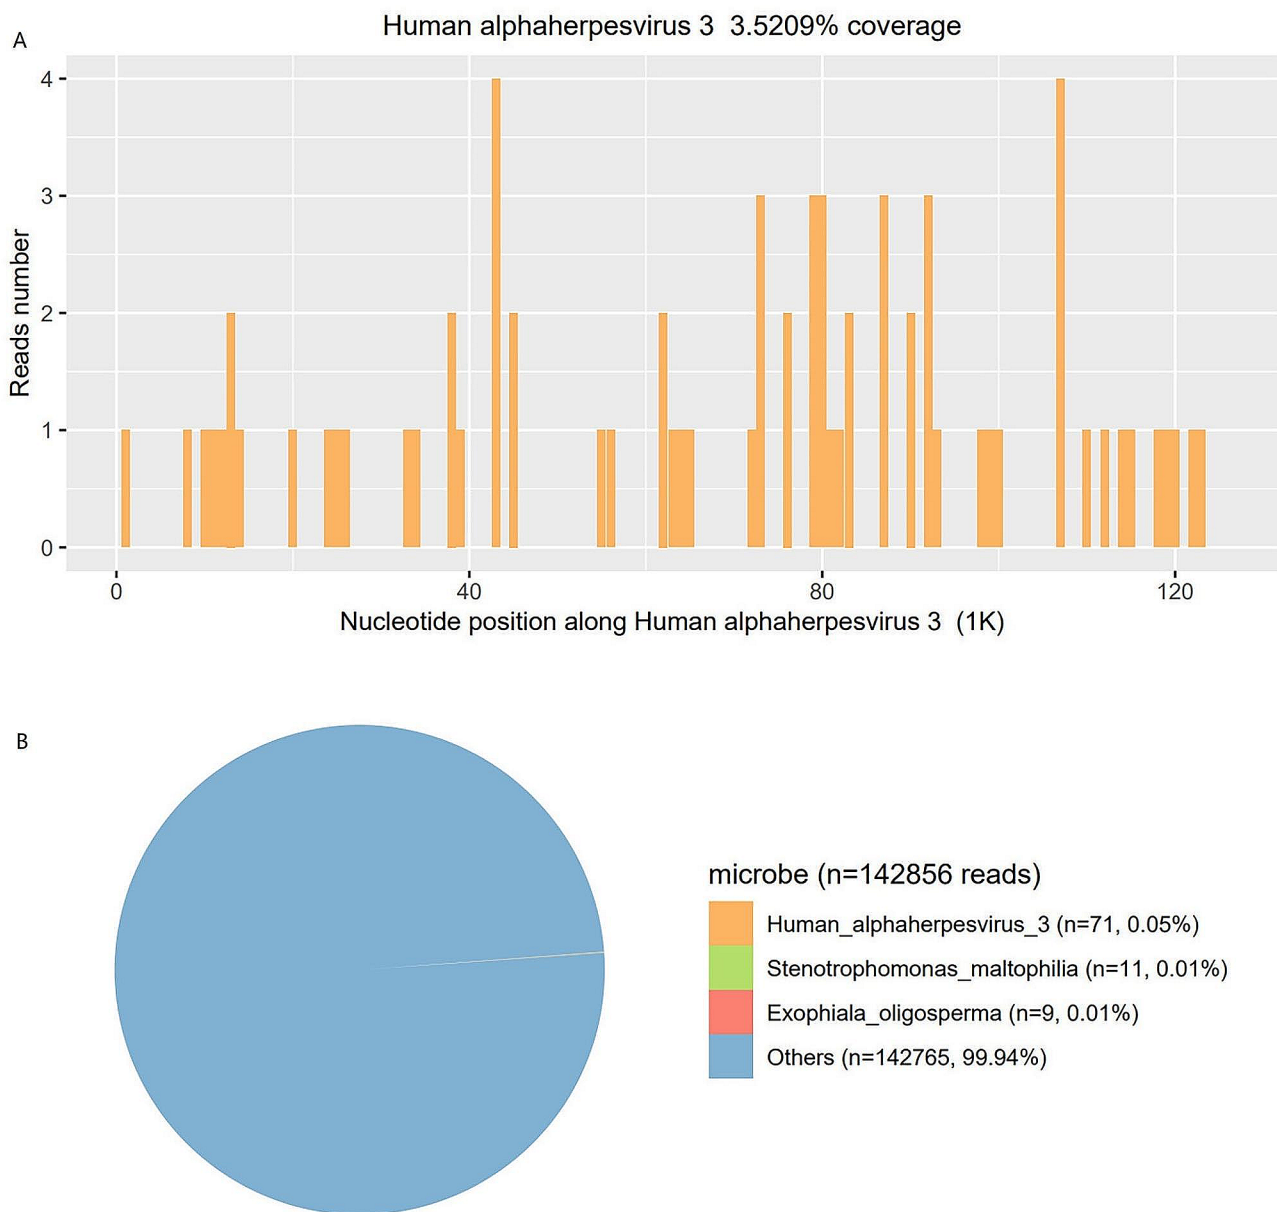 A
Human alphaherpesvirus 3  3.5209% coverage
4
3
2
1
0
Reads number
0 40 80 120
Nucleotide position along Human alphaherpesvirus 3  (1K)
B
microbe (n=142856 reads)
Human_alphaherpesvirus_3 (n=71, 0.05%)
Stenotrophomonas_maltophilia (n=11, 0.01%)
Exophiala_oligosperma (n=9, 0.01%)
Others (n=142765, 99.94%)